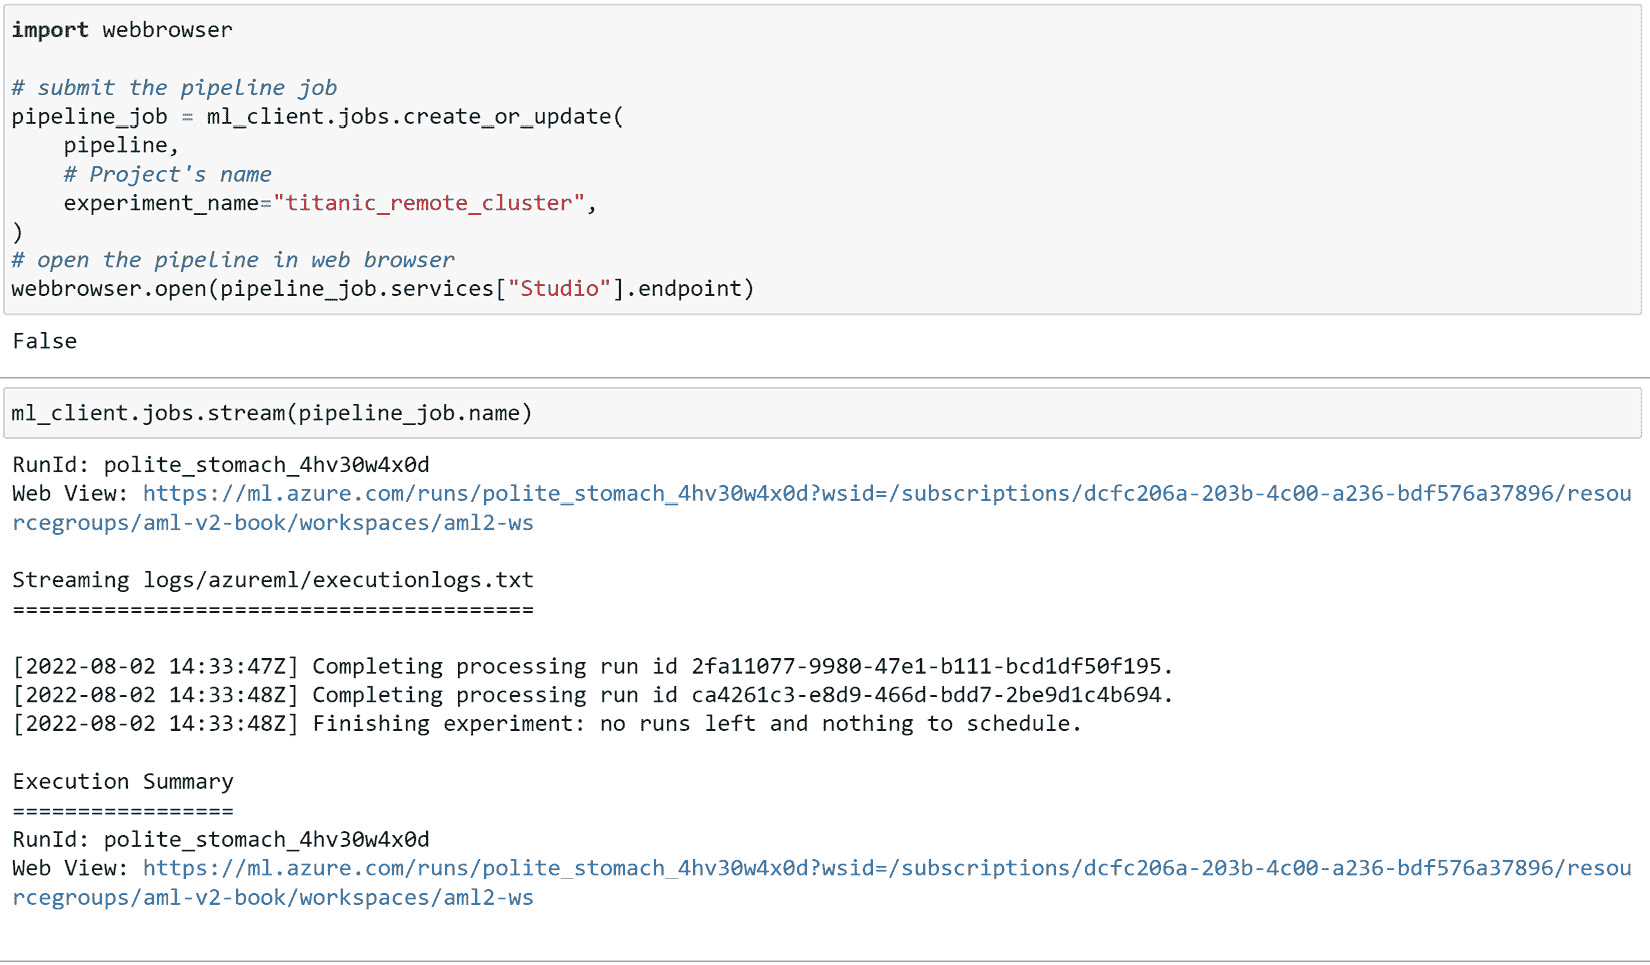 import webbrowser
# submit the pipeline job
pipeline_job = ml_client.jobs.create_or_update(
    pipeline,
    # Project's name
    experiment_name="titanic_remote_cluster",
)
# open the pipeline in web browser
webbrowser.open(pipeline_job.services["Studio"].endpoint)
False
ml_client.jobs.stream(pipeline_job.name)
RunId: polite_stomach_4hv30w4x0d
Web View: https://ml.azure.com/runs/polite_stomach_4hv30w4x0d?wsid=/subscriptions/dcfc206a-203b-4c00-a236-bdf576a37896/resou
rcegroups/aml-v2-book/workspaces/aml2-ws
Streaming logs/azureml/executionlogs.txt
========================================
[2022-08-02 14:33:47Z] Completing processing run id 2fa11077-9980-47e1-b111-bcd1df50f195.
[2022-08-02 14:33:48Z] Completing processing run id ca4261c3-e8d9-466d-bdd7-2be9d1c4b694.
[2022-08-02 14:33:48Z] Finishing experiment: no runs left and nothing to schedule.
Execution Summary
=================
RunId: polite_stomach_4hv30w4x0d
Web View: https://ml.azure.com/runs/polite_stomach_4hv30w4x0d?wsid=/subscriptions/dcfc206a-203b-4c00-a236-bdf576a37896/resou
rcegroups/aml-v2-book/workspaces/aml2-ws